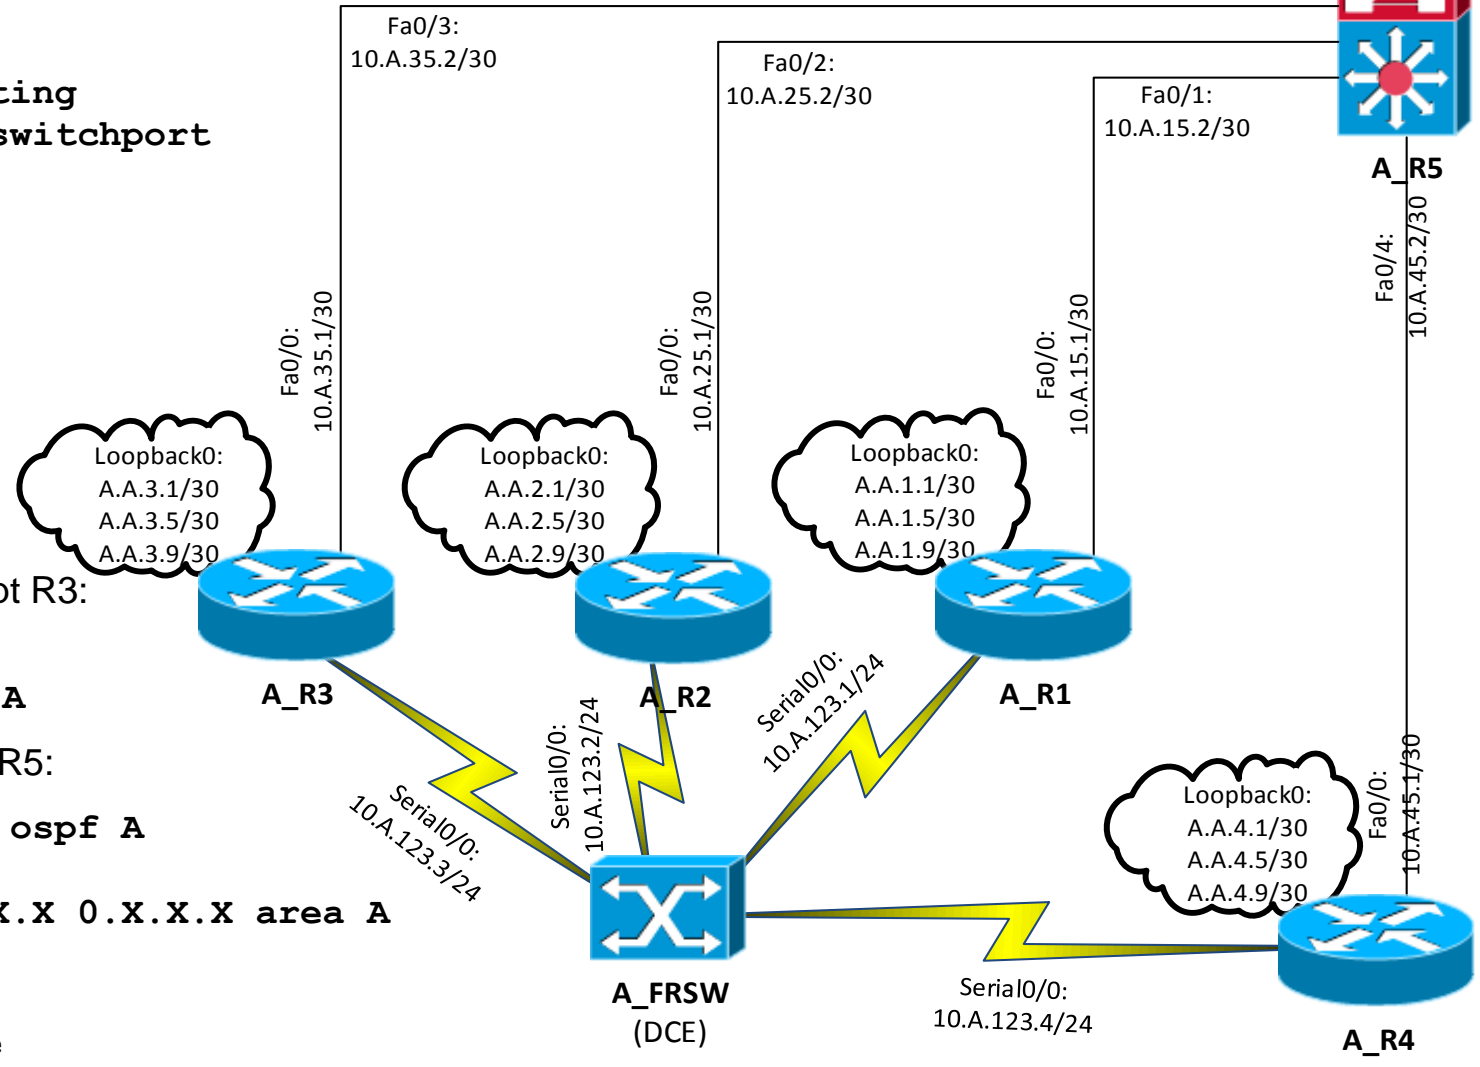 ting
switchport
ot R3:
A
R5:
ospf A
X.X 0.X.X.X area A
Fa0/3:
10.A.35.2/30
Fa0/2:
10.A.25.2/30
Fa0/1:
10.A.15.2/30
A_R5
Fa0/4:
10.A.45.2/30
Fa0/0:
10.A.35.1/30
Fa0/0:
10.A.25.1/30
Fa0/0:
10.A.15.1/30
Loopback0:
A.A.3.1/30
A.A.3.5/30
A.A.3.9/30
Loopback0:
A.A.2.1/30
A.A.2.5/30
A.A.2.9/30
Loopback0:
A.A.1.1/30
A.A.1.5/30
A.A.1.9/30
A_R3
A_R2
A_R1
Serial0/0:
10.A.123.3/24
Serial0/0:
10.A.123.2/24
Serial0/0:
10.A.123.1/24
Loopback0:
A.A.4.1/30
A.A.4.5/30
A.A.4.9/30
Fa0/0:
10.A.45.1/30
A_FRSW
(DCE)
Serial0/0:
10.A.123.4/24
A_R4